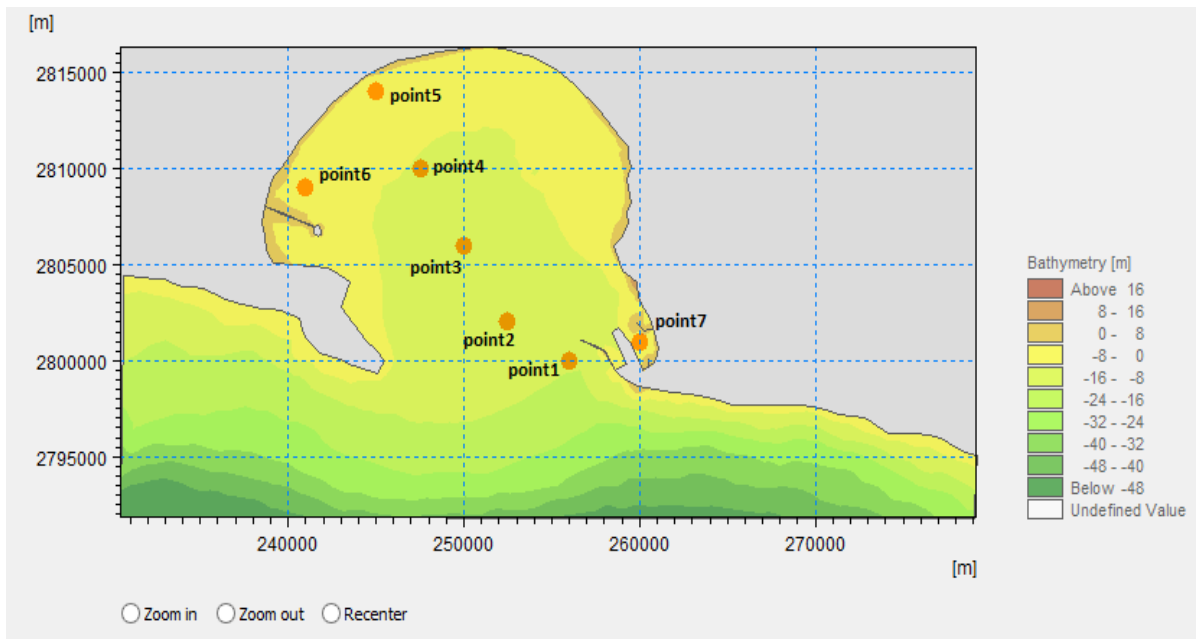 [m]
2815000
point5
2810000
point6
point4
2805000
point3
point7
point2
2800000
point1
2795000
240000 250000 260000 270000
[m]
Bathymetry [m]
Above 16
8 - 16
0 - 8
-8 - 0
-16 - -8
-24 - -16
-32 - -24
-40 - -32
-48 - -40
Below -48
Undefined Value
Zoom in Zoom out Recenter